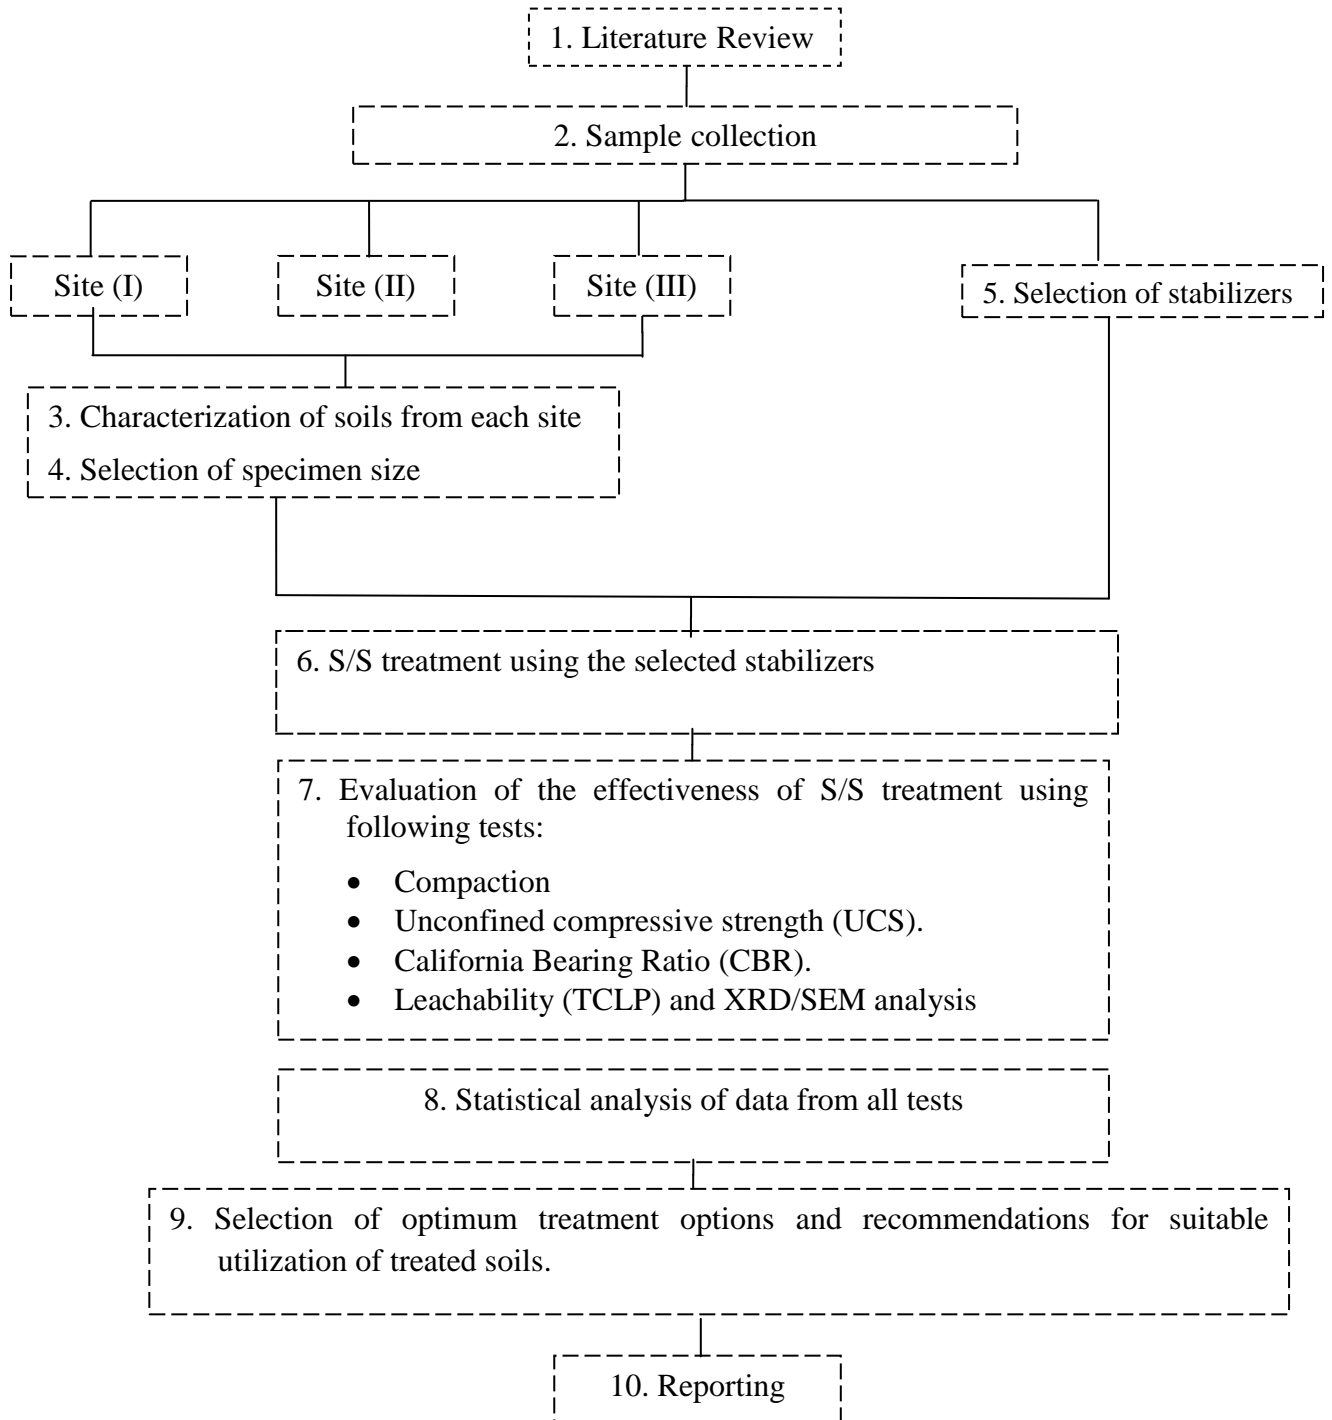 1. Literature Review
2. Sample collection
Site (I)
Site (II)
Site (III)
5. Selection of stabilizers
3. Characterization of soils from each site
4. Selection of specimen size
6. S/S treatment using the selected stabilizers
7. Evaluation of the effectiveness of S/S treatment using
following tests:
• Compaction
• Unconfined compressive strength (UCS).
• California Bearing Ratio (CBR).
• Leachability (TCLP) and XRD/SEM analysis
8. Statistical analysis of data from all tests
9. Selection of optimum treatment options and recommendations for suitable
utilization of treated soils.
10. Reporting